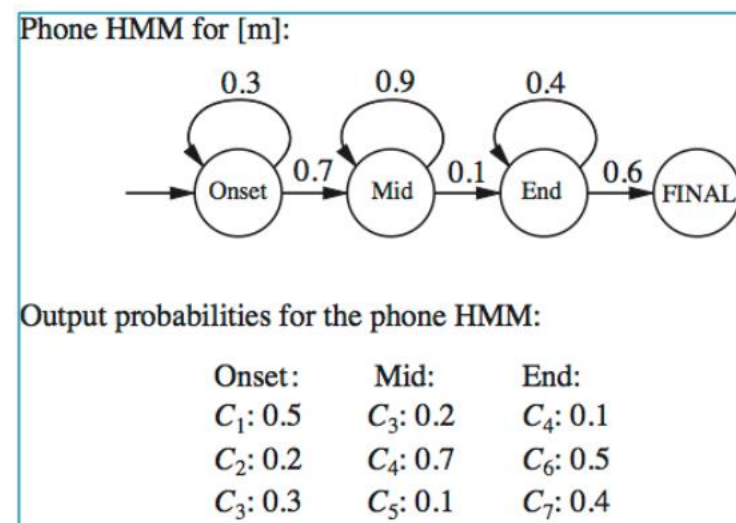 Phone HMM for [m]:
0.3 0.9 0.4
Onset 0.7 Mid 0.1 End 0.6 FINAL
Output probabilities for the phone HMM:
Onset: Mid: End:
C₁: 0.5 C₃: 0.2 C₄: 0.1
C₂: 0.2 C₄: 0.7 C₆: 0.5
C₃: 0.3 C₅: 0.1 C₇: 0.4